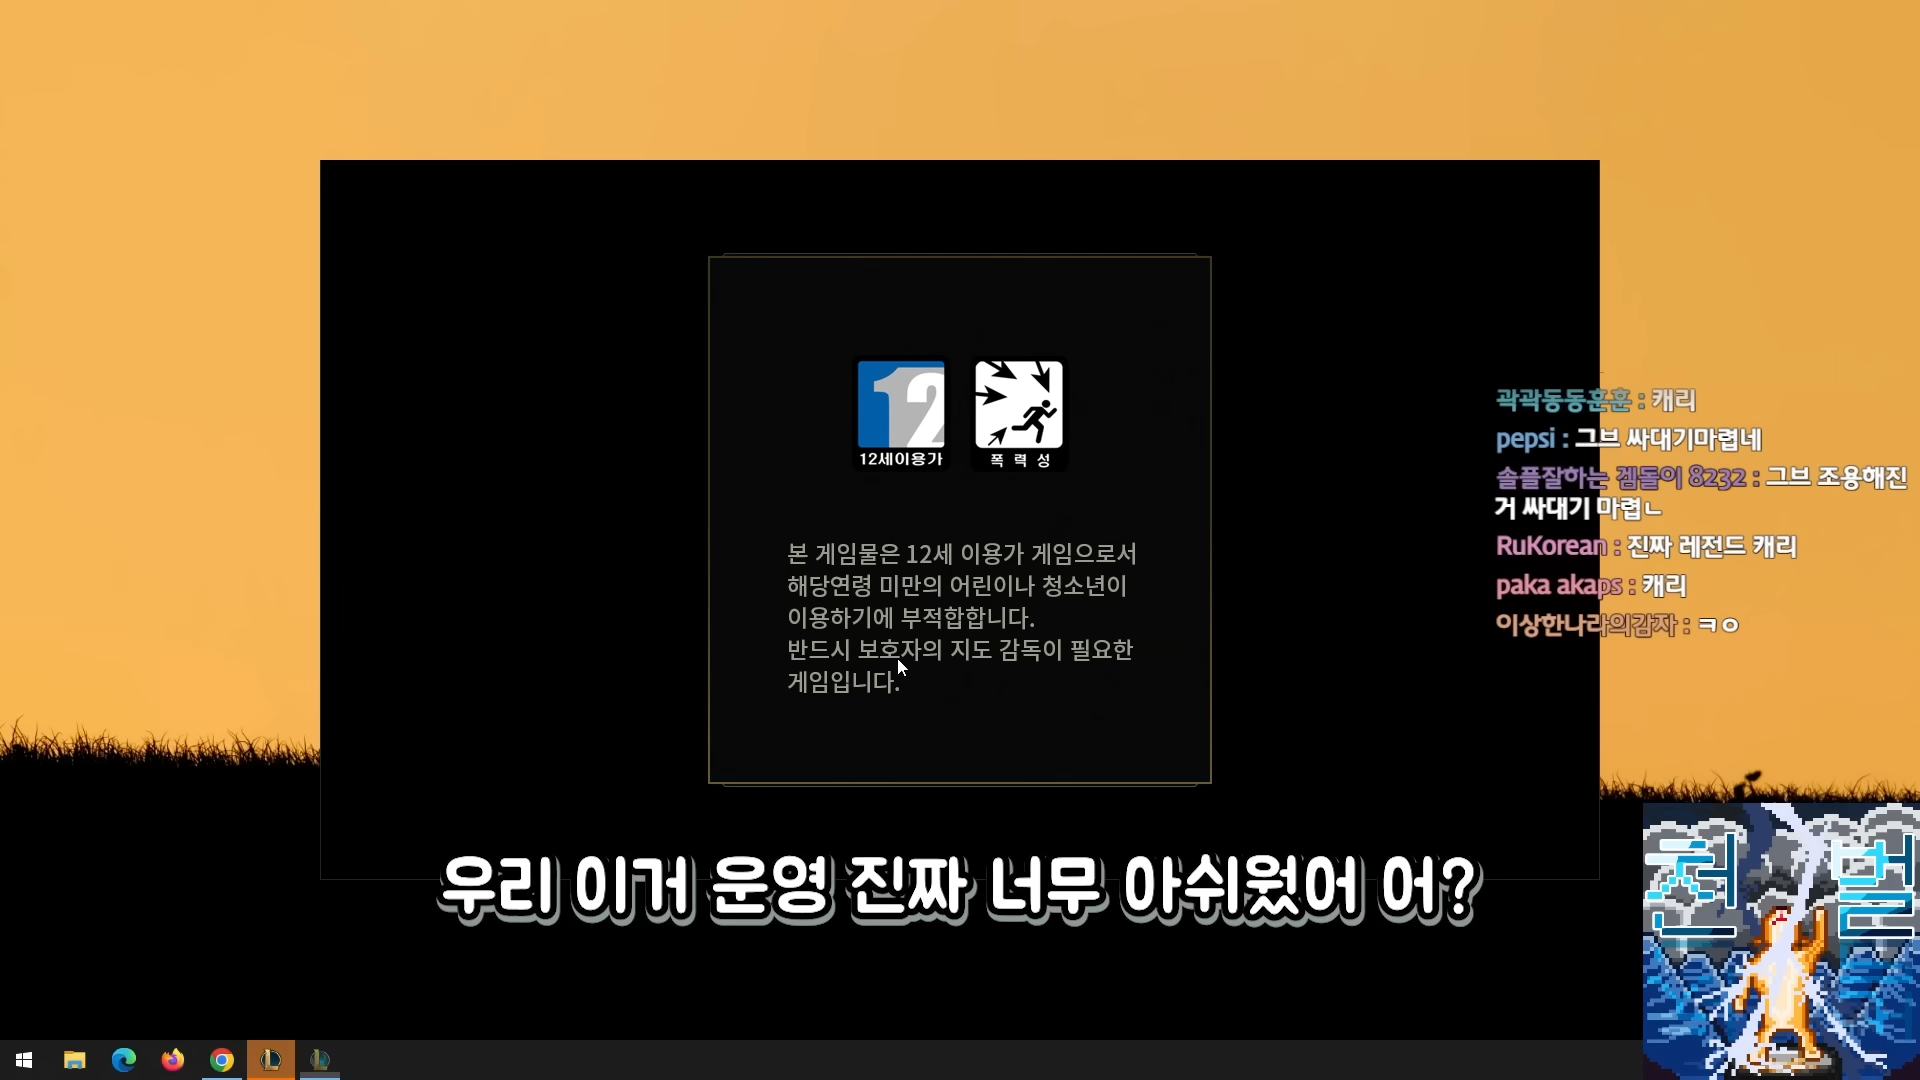 12
12세이용가
폭력성
본 게임물은 12세 이용가 게임으로서
해당연령 미만의 어린이나 청소년이
이용하기에 부적합합니다.
반드시 보호자의 지도 감독이 필요한
게임입니다.
곽곽동동훈훈 : 캐리
pepsi : 그브 싸대기마렵네
솔플잘하는 겜돌이 8232 : 그브 조용해진
거 싸대기 마렵ㄴ
RuKorean : 진짜 레전드 캐리
paka akaps : 캐리
이상한나라의감자 : ㅋㅇ
우리 이거 운영 진짜 너무 아쉬웠어 어?
천벌